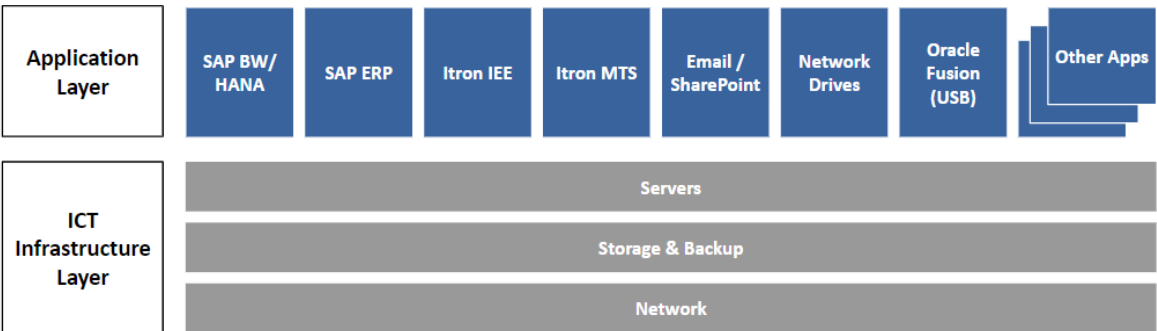 Application
Layer
SAP BW/
HANA
SAP ERP
Itron IEE
Itron MTS
Email /
SharePoint
Network
Drives
Oracle
Fusion
(USB)
Other Apps
ICT
Infrastructure
Layer
Servers
Storage & Backup
Network